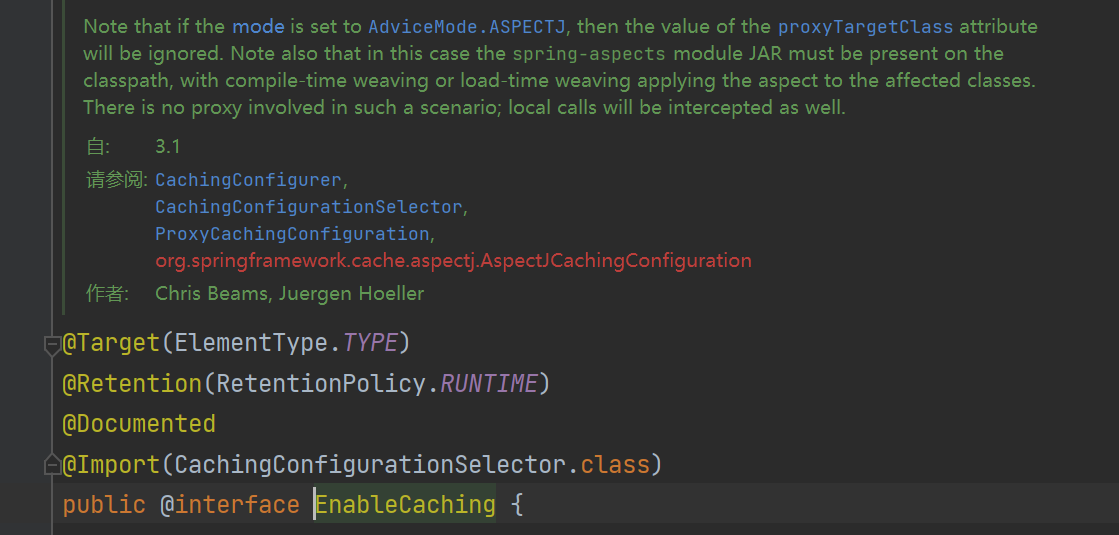 Note that if the mode is set to AdviceMode.ASPECTJ, then the value of the proxyTargetClass attribute
will be ignored. Note also that in this case the spring-aspects module JAR must be present on the
classpath, with compile-time weaving or load-time weaving applying the aspect to the affected classes.
There is no proxy involved in such a scenario; local calls will be intercepted as well.
自: 3.1
请参阅: CachingConfigurer,
CachingConfigurationSelector,
ProxyCachingConfiguration,
org.springframework.cache.aspectj.AspectJCachingConfiguration
作者: Chris Beams, Juergen Hoeller
@Target(ElementType.TYPE)
@Retention(RetentionPolicy.RUNTIME)
@Documented
@Import(CachingConfigurationSelector.class)
public @interface EnableCaching {